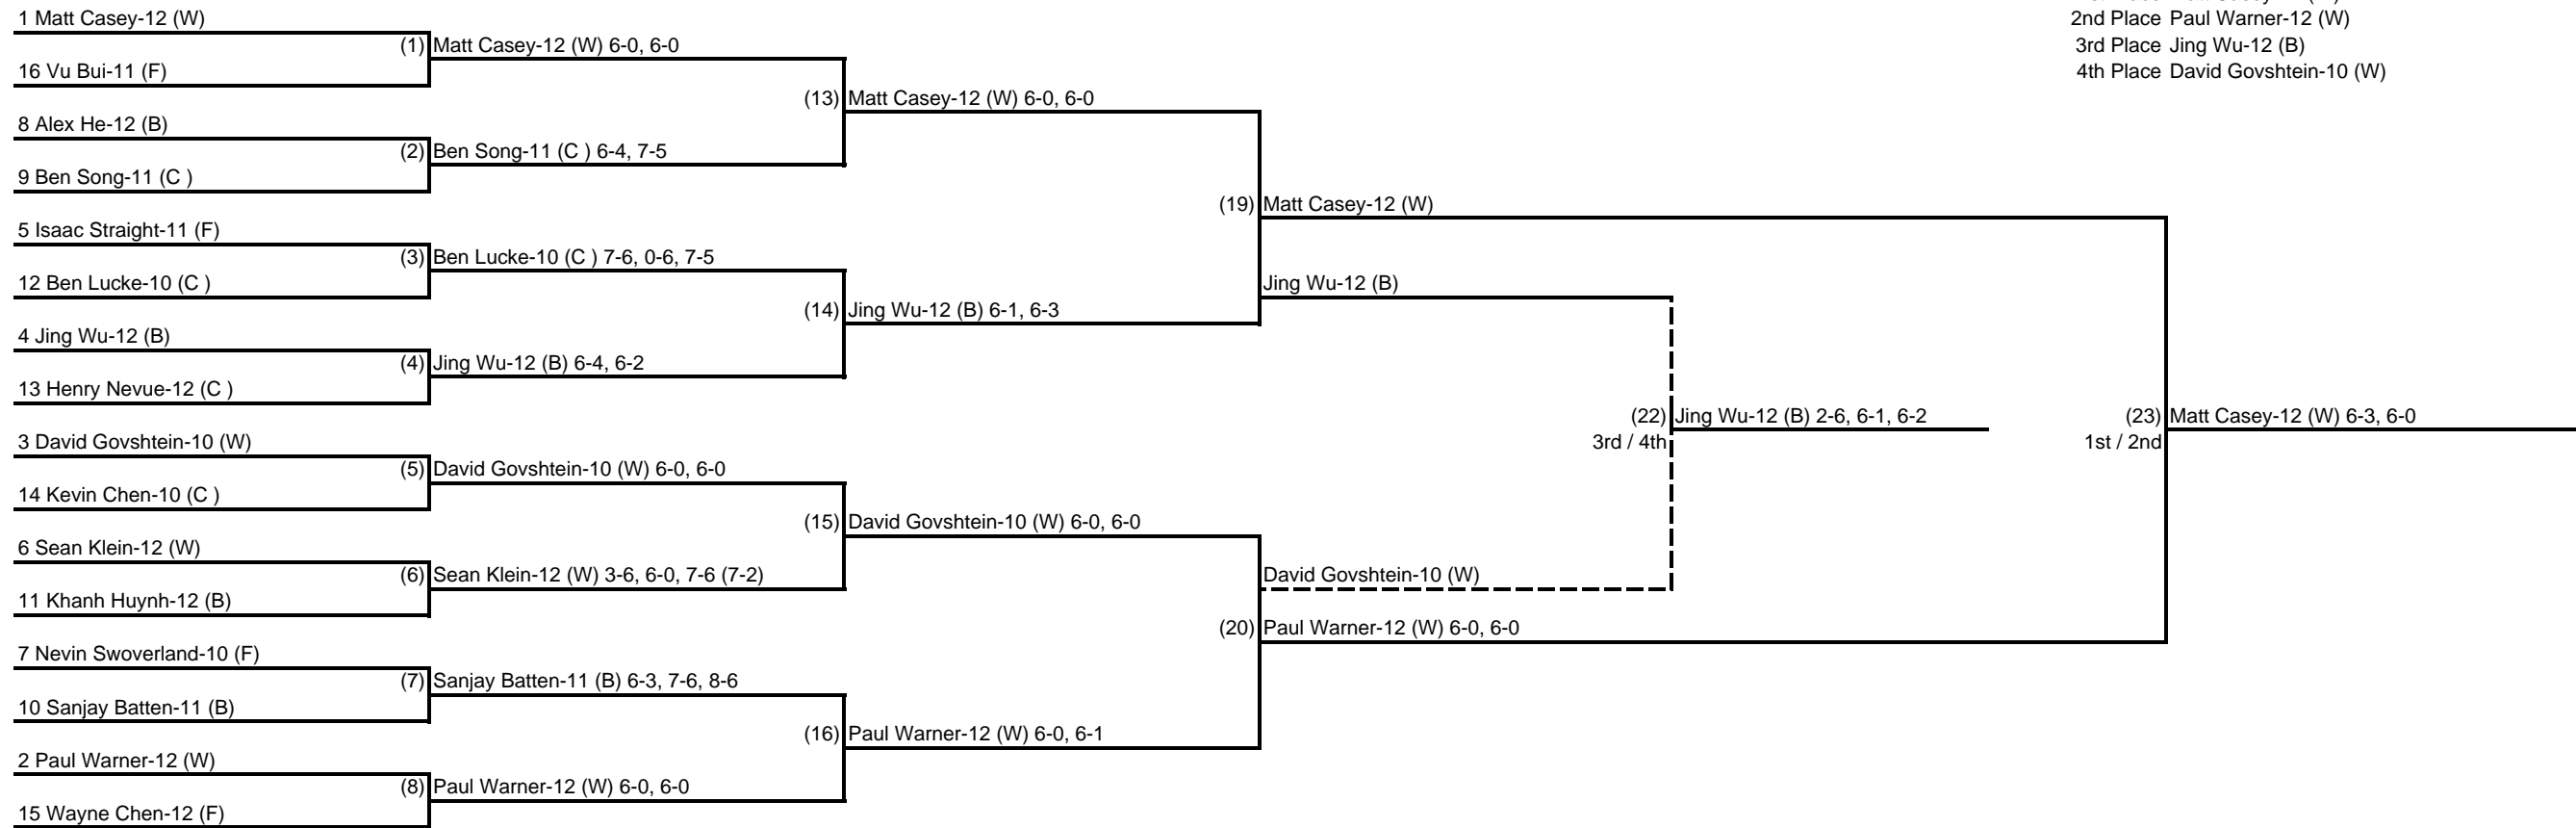 1 Matt Casey-12 (W)
(1) Matt Casey-12 (W) 6-0, 6-0
16 Vu Bui-11 (F)
(13) Matt Casey-12 (W) 6-0, 6-0
8 Alex He-12 (B)
(2) Ben Song-11 (C ) 6-4, 7-5
9 Ben Song-11 (C )
(19) Matt Casey-12 (W)
5 Isaac Straight-11 (F)
(3) Ben Lucke-10 (C ) 7-6, 0-6, 7-5
12 Ben Lucke-10 (C )
Jing Wu-12 (B)
(14) Jing Wu-12 (B) 6-1, 6-3
4 Jing Wu-12 (B)
(4) Jing Wu-12 (B) 6-4, 6-2
13 Henry Nevue-12 (C )
(22) Jing Wu-12 (B) 2-6, 6-1, 6-2
3rd / 4th
(23) Matt Casey-12 (W) 6-3, 6-0
1st / 2nd
3 David Govshtein-10 (W)
(5) David Govshtein-10 (W) 6-0, 6-0
14 Kevin Chen-10 (C )
(15) David Govshtein-10 (W) 6-0, 6-0
6 Sean Klein-12 (W)
(6) Sean Klein-12 (W) 3-6, 6-0, 7-6 (7-2)
David Govshtein-10 (W)
11 Khanh Huynh-12 (B)
(20) Paul Warner-12 (W) 6-0, 6-0
7 Nevin Swoverland-10 (F)
(7) Sanjay Batten-11 (B) 6-3, 7-6, 8-6
10 Sanjay Batten-11 (B)
(16) Paul Warner-12 (W) 6-0, 6-1
2 Paul Warner-12 (W)
(8) Paul Warner-12 (W) 6-0, 6-0
15 Wayne Chen-12 (F)
2nd Place Paul Warner-12 (W)
3rd Place Jing Wu-12 (B)
4th Place David Govshtein-10 (W)